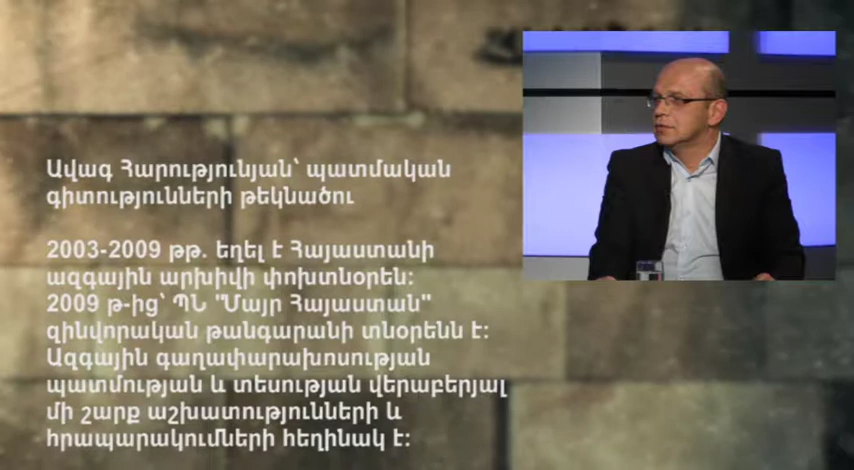 Ավագ Հարությունյան՝ պատմական
գիտությունների թեկնածու
2003-2009 թթ. եղել է Հայաստանի
ազգային արխիվի փոխտնօրեն:
2009 թ-ից՝ ՊՆ "Մայր Հայաստան"
զինվորական թանգարանի տնօրենն է:
Ազգային գաղափարախոսության
պատմության և տեսության վերաբերյալ
մի շարք աշխատությունների և
հրապարակումների հեղինակ է: